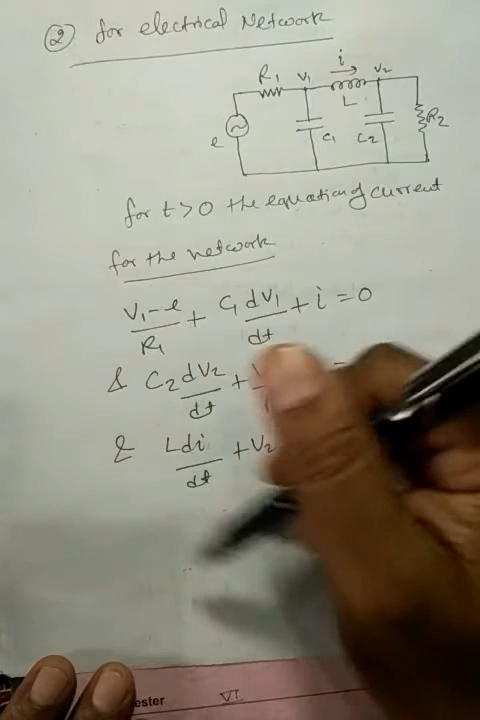 ② for electrical Network
R1 V1 i V2
L
e C1 C2 R2
for t>0 the equation of current
for the network
V1-e/R1 + C1 dV1/dt + i = 0
& C2 dV2/dt +
& Ldi/dt + V2
ester VI